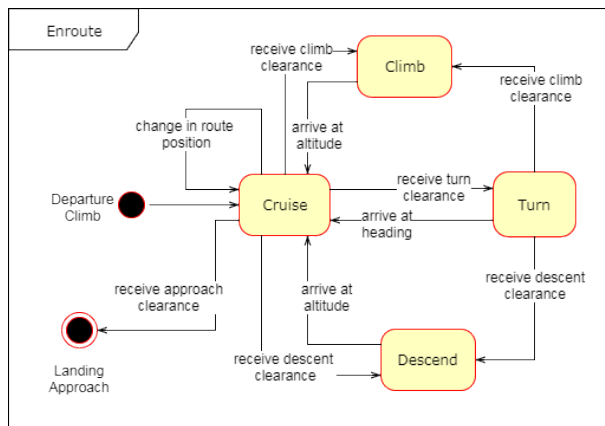 Enroute
receive climb
clearance
Climb
receive climb
clearance
change in route
position
arrive at
altitude
Departure
Climb
Cruise
receive turn
clearance
Turn
arrive at
heading
receive approach
clearance
arrive at
altitude
receive descent
clearance
Landing
Approach
receive descent
clearance
Descend